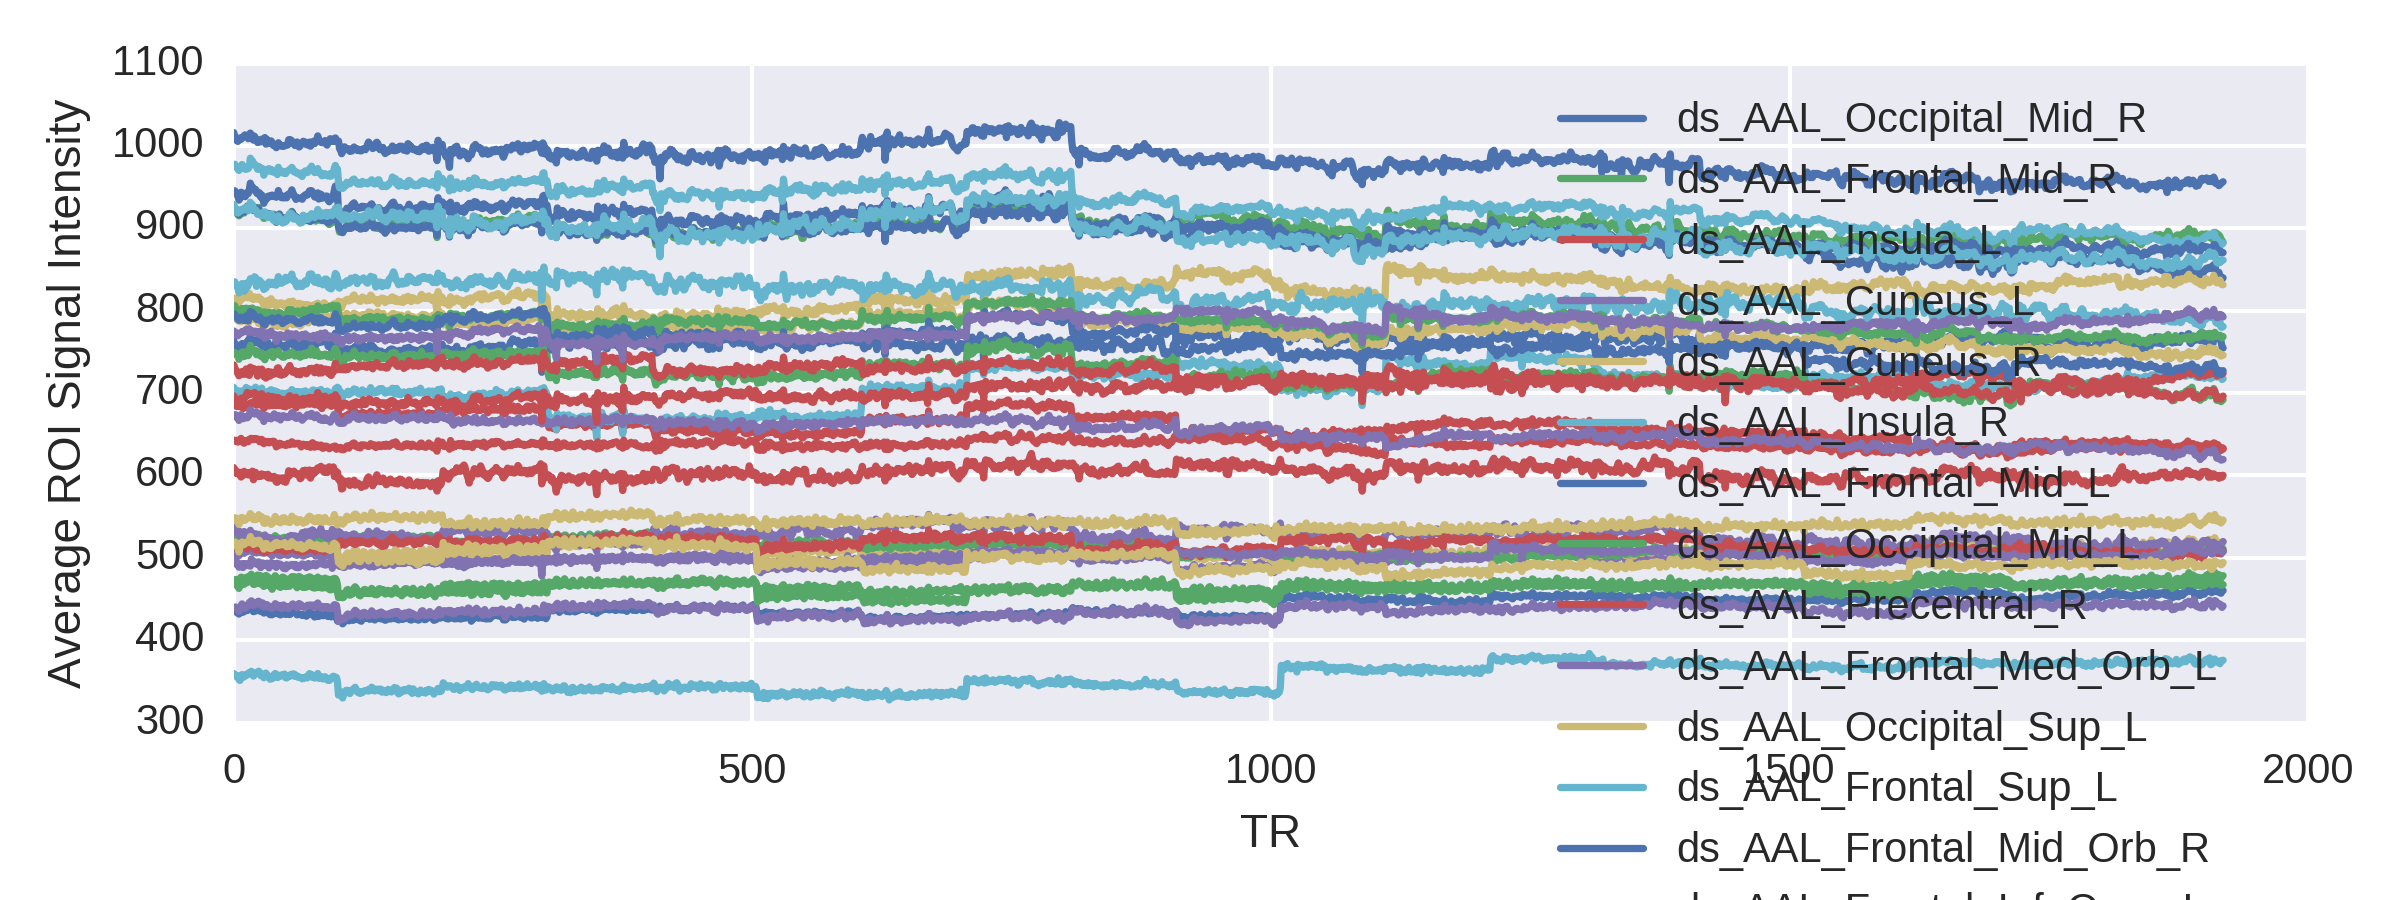 Average ROI Signal Intensity
1100
1000
900
800
700
600
500
400
300
0
500
1000
1500
2000
TR
ds_AAL_Occipital_Mid_R
ds_AAL_Frontal_Mid_R
ds_AAL_Insula_L
ds_AAL_Cuneus_L
ds_AAL_Cuneus_R
ds_AAL_Insula_R
ds_AAL_Frontal_Mid_L
ds_AAL_Occipital_Mid_L
ds_AAL_Precentral_R
ds_AAL_Frontal_Med_Orb_L
ds_AAL_Occipital_Sup_L
ds_AAL_Frontal_Sup_L
ds_AAL_Frontal_Mid_Orb_R